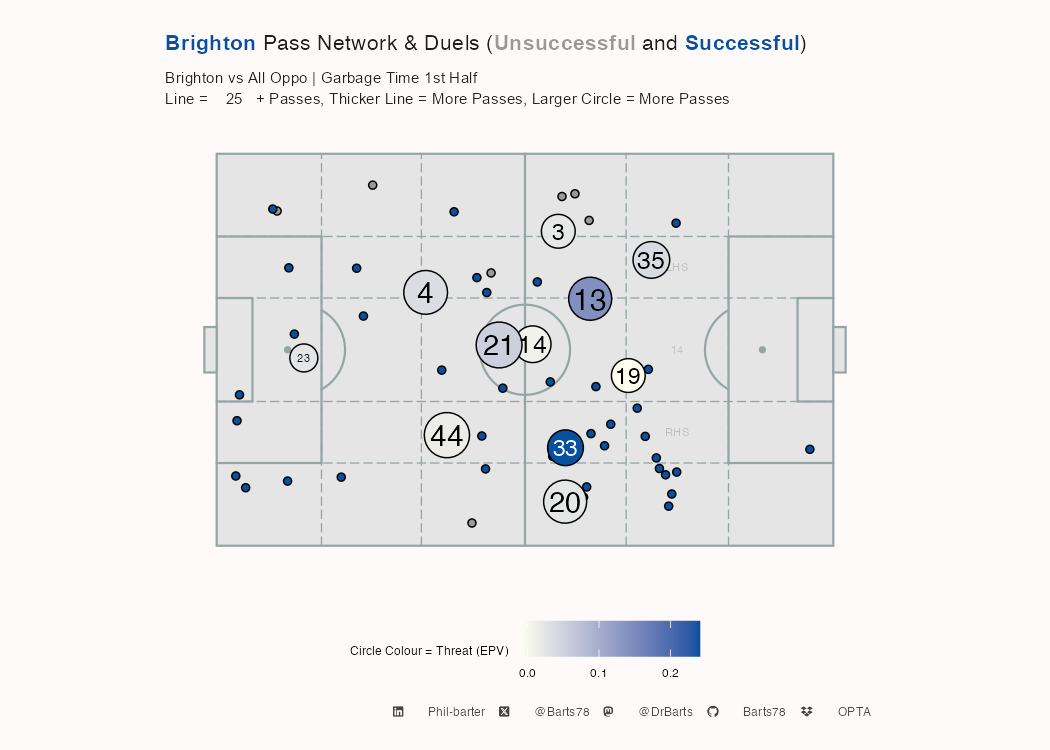 Brighton Pass Network & Duels (Unsuccessful and Successful)
Brighton vs All Oppo | Garbage Time 1st Half
Line = 25 + Passes, Thicker Line = More Passes, Larger Circle = More Passes
3
35
LHS
4
13
21
14
14
23
19
44
33
RHS
20
Circle Colour = Threat (EPV)
0.0 0.1 0.2
Phil-barter @Barts78 @DrBarts Barts78 OPTA